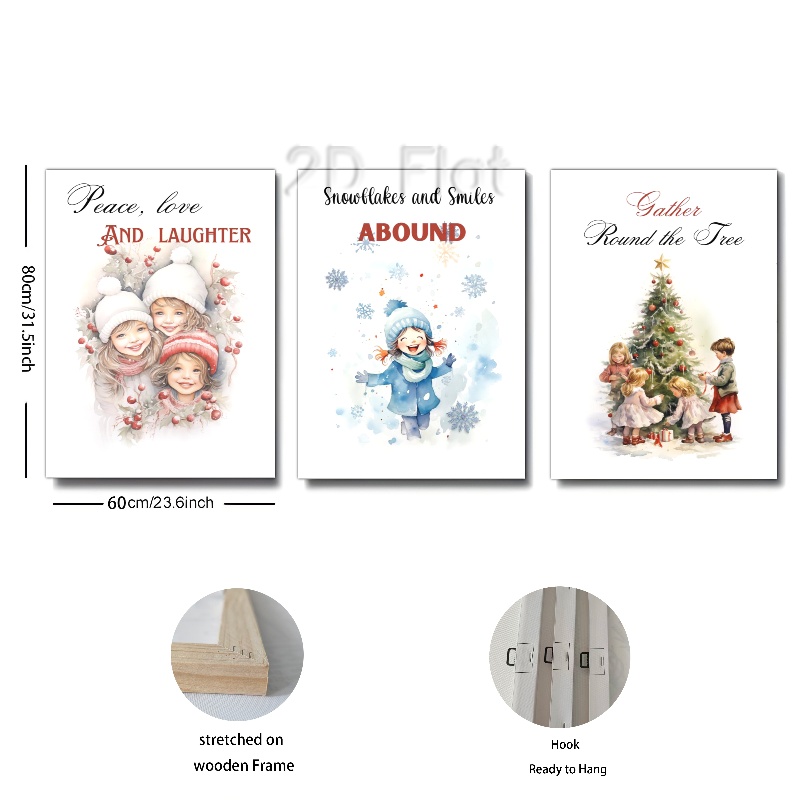 2D Flat
Peace, love
AND LAUGHTER
Snowflakes and Smiles
ABOUND
Gather
Round the Tree
80cm/31.5inch
60cm/23.6inch
stretched on
wooden Frame
Hook
Ready to Hang